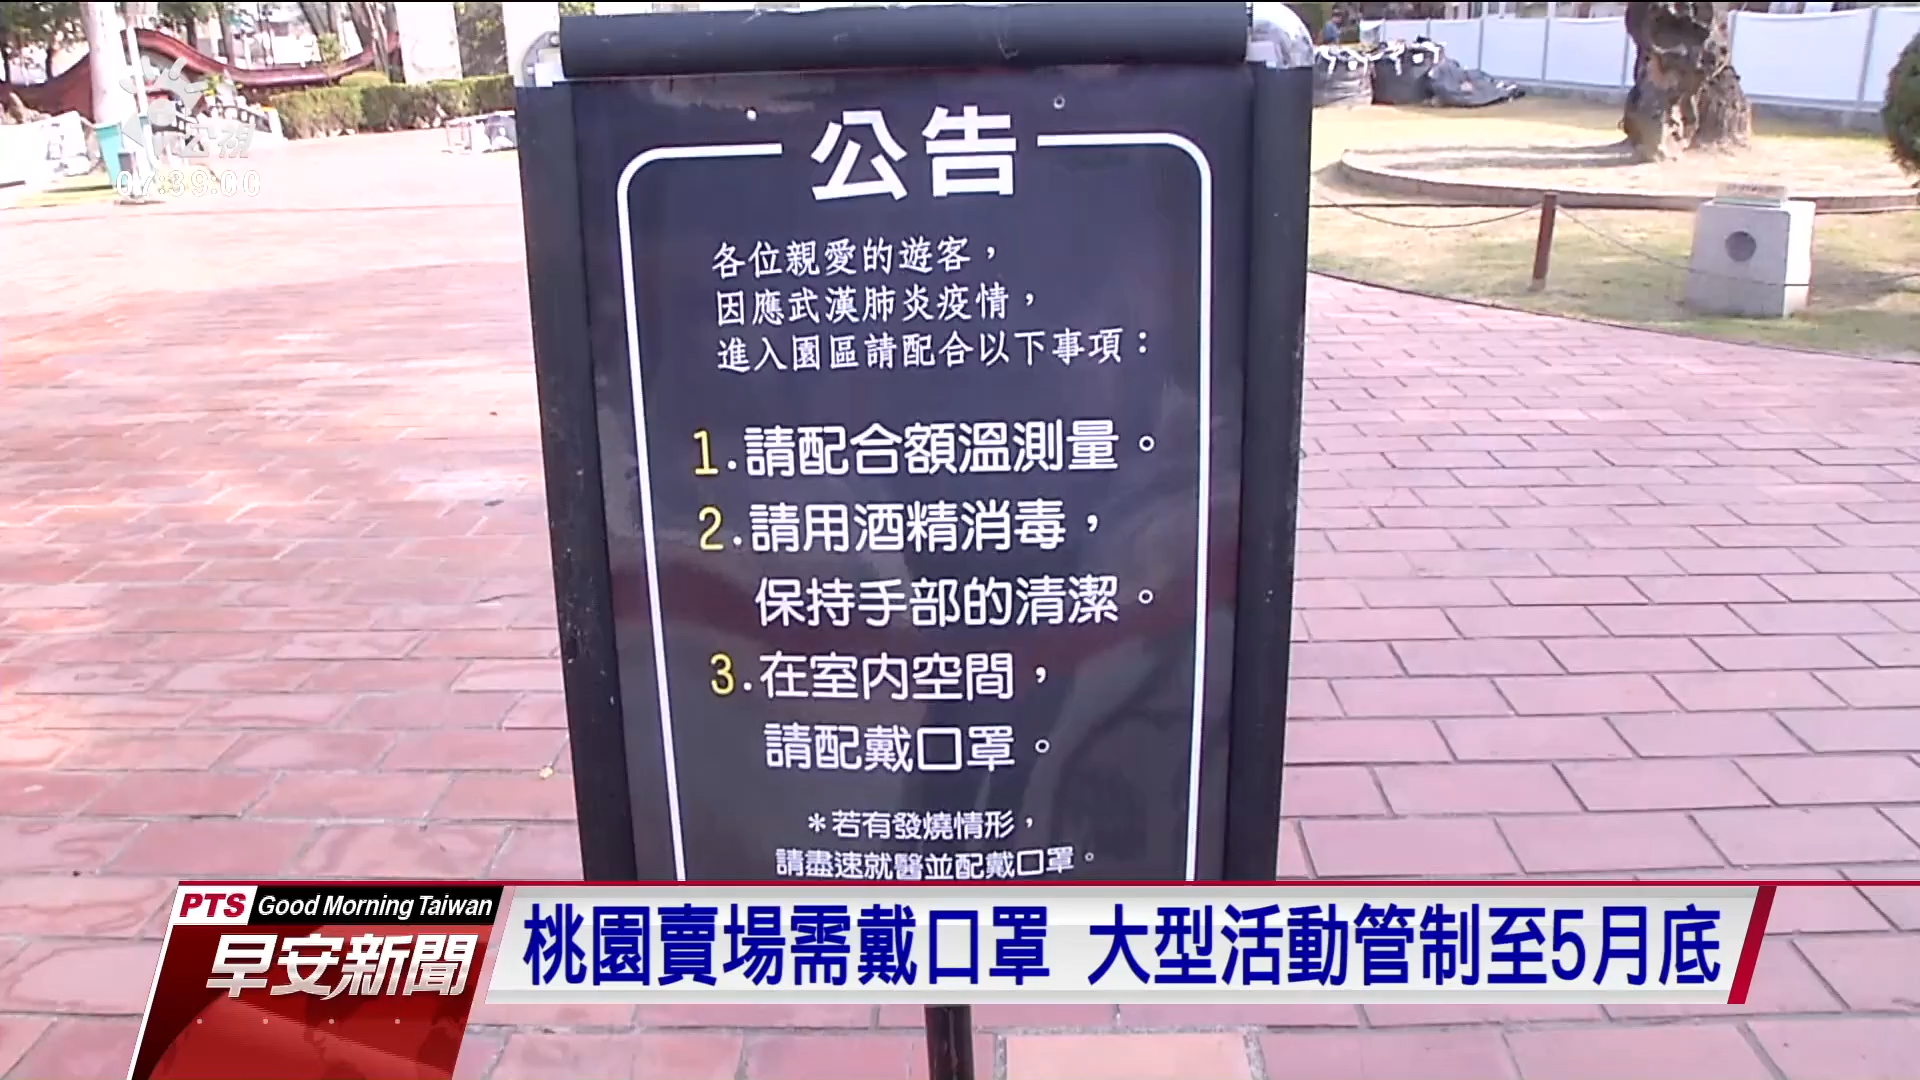 公視
07:39:00
公告
各位親愛的遊客，
因應武漢肺炎疫情，
進入園區請配合以下事項：
1.請配合額溫測量。
2.請用酒精消毒，
保持手部的清潔。
3.在室內空間，
請配戴口罩。
＊若有發燒情形，
請盡速就醫並配戴口罩。
PTS Good Morning Taiwan
早安新聞
桃園賣場需戴口罩 大型活動管制至5月底